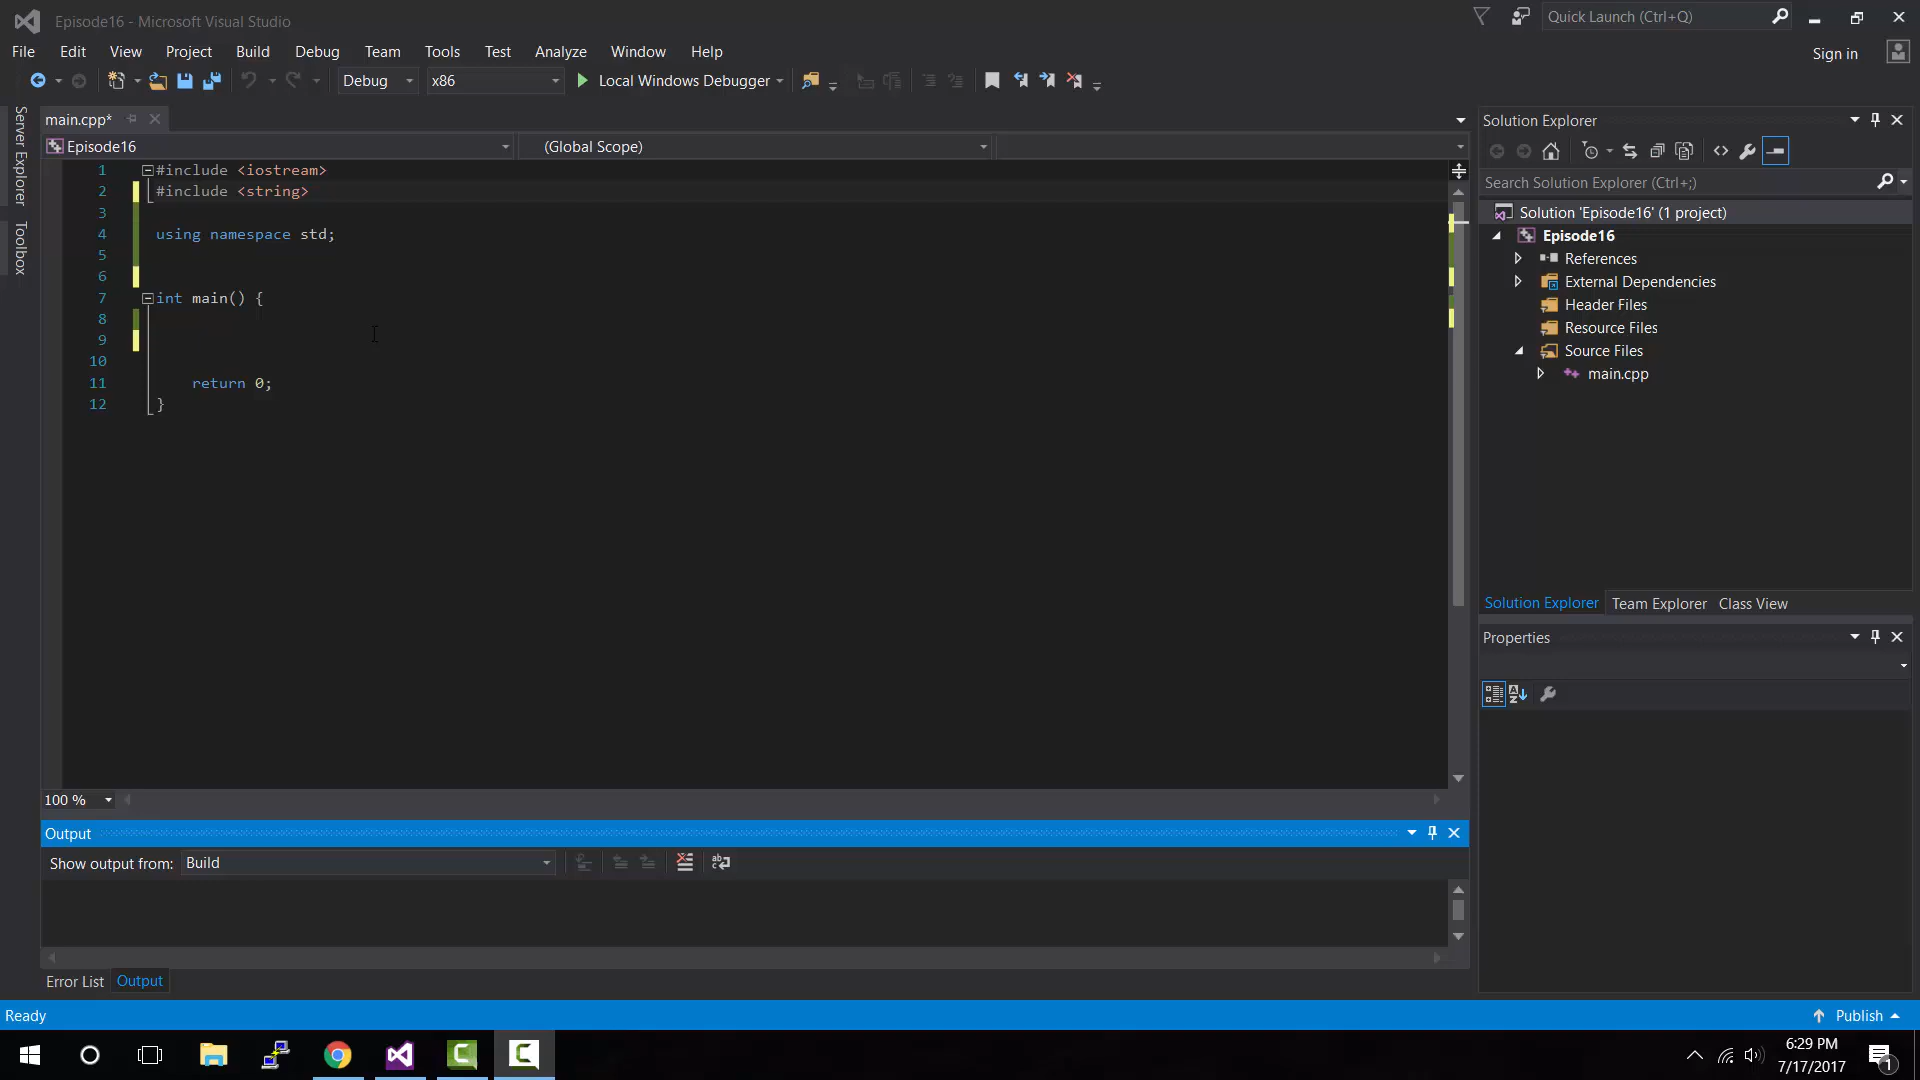 Episode16 - Microsoft Visual Studio
Quick Launch (Ctrl+Q)
File Edit View Project Build Debug Team Tools Test Analyze Window Help
Sign in
Debug x86 Local Windows Debugger
Server Explorer
Toolbox
main.cpp*
Episode16 (Global Scope)
1 #include <iostream>
2 #include <string>
3
4 using namespace std;
5
6
7 int main() {
8
9
10
11 return 0;
12 }
100 %
Output
Show output from: Build
Error List Output
Solution Explorer
Search Solution Explorer (Ctrl+;)
Solution 'Episode16' (1 project)
Episode16
References
External Dependencies
Header Files
Resource Files
Source Files
main.cpp
Solution Explorer Team Explorer Class View
Properties
Ready
Publish
6:29 PM
7/17/2017
1